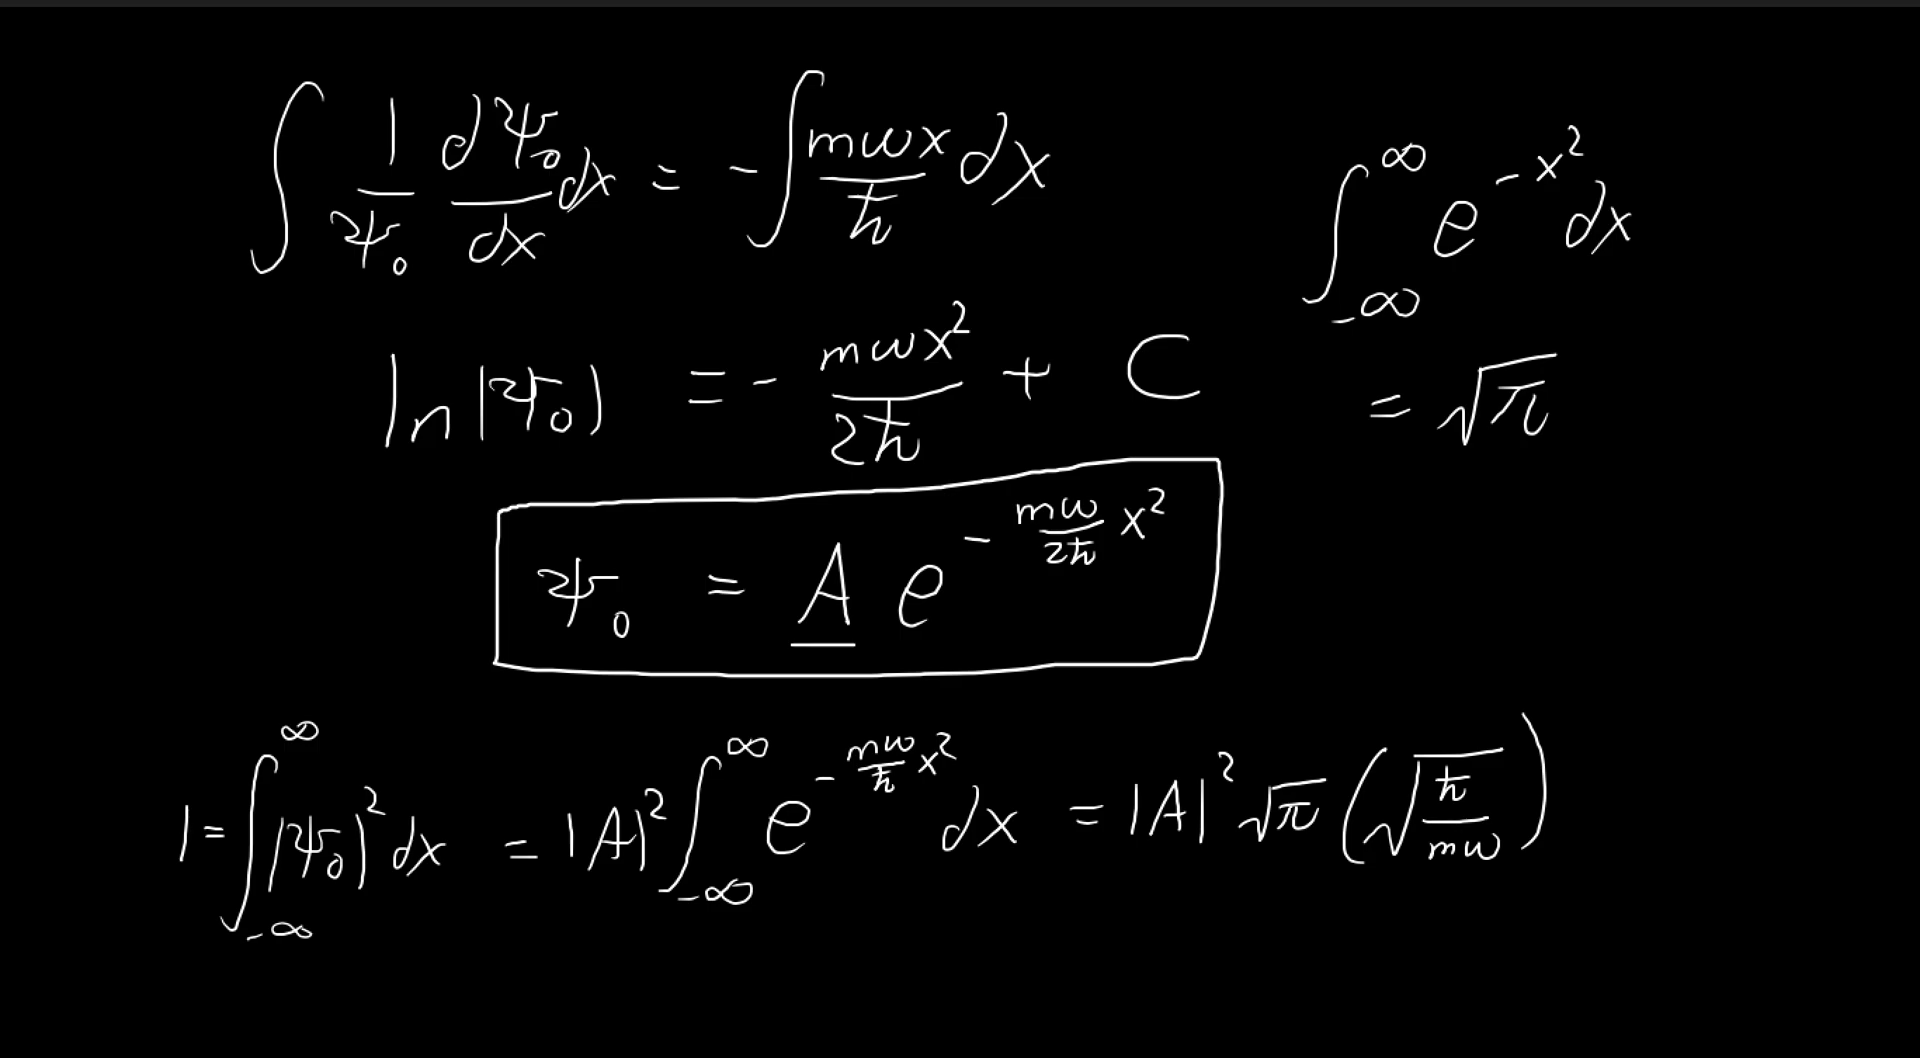 ∫ 1/ψ₀ dψ₀/dx dx = -∫ mωx/ħ dx
∫_{-∞}^{∞} e^{-x²} dx
ln|ψ₀| = - mωx²/2ħ + C
= √π
ψ₀ = A e^{- mω/2ħ x²}
1 = ∫_{-∞}^{∞} |ψ₀|² dx = |A|² ∫_{-∞}^{∞} e^{- mω/ħ x²} dx = |A|² √π (√(ħ/mω))